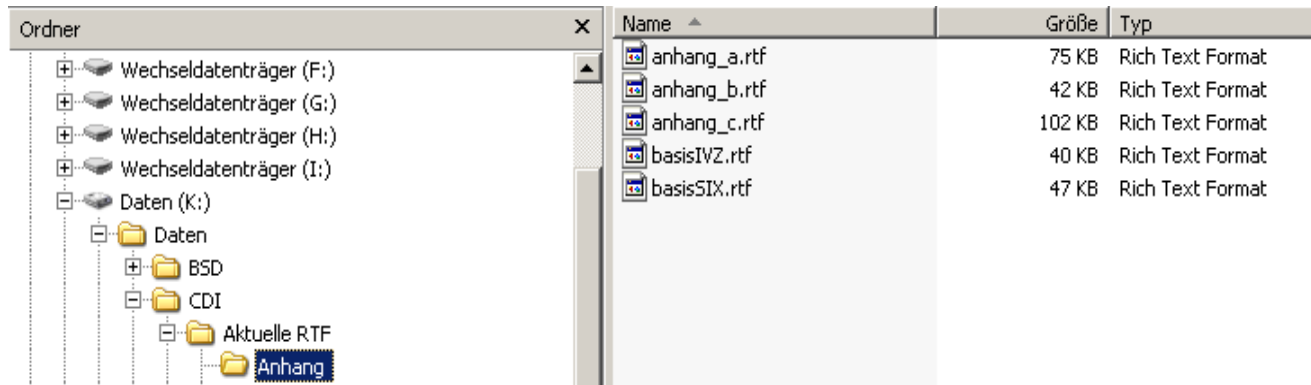 Ordner X
Wechseldatenträger (F:)
Wechseldatenträger (G:)
Wechseldatenträger (H:)
Wechseldatenträger (I:)
Daten (K:)
Daten
BSD
CDI
Aktuelle RTF
Anhang
Name Größe Typ
anhang_a.rtf 75 KB Rich Text Format
anhang_b.rtf 42 KB Rich Text Format
anhang_c.rtf 102 KB Rich Text Format
basisIVZ.rtf 40 KB Rich Text Format
basisSIX.rtf 47 KB Rich Text Format